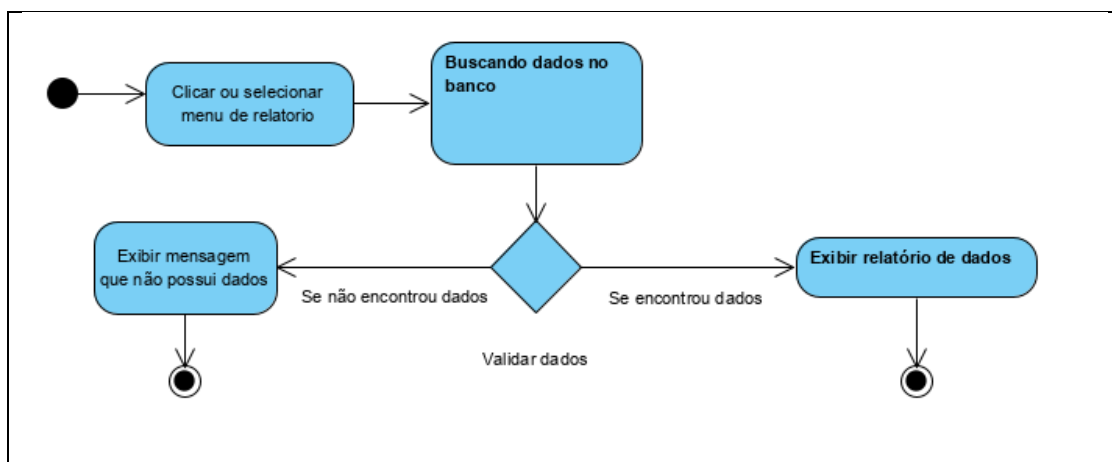 Clicar ou selecionar
menu de relatorio
Buscando dados no
banco
Exibir mensagem
que não possui dados
Se não encontrou dados
Se encontrou dados
Exibir relatório de dados
Validar dados